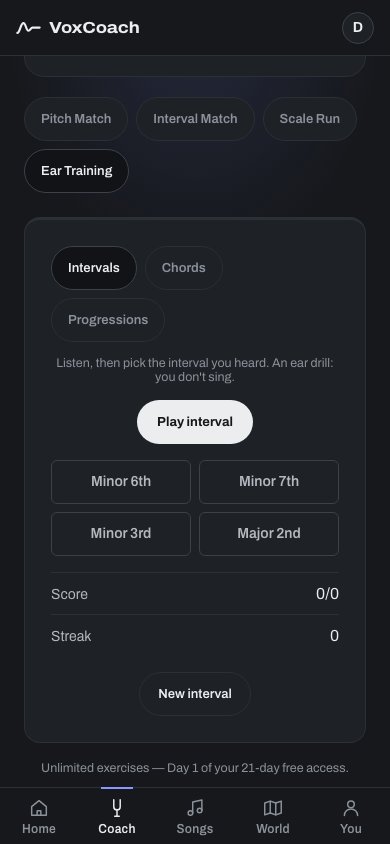 VoxCoach
D
Pitch Match
Interval Match
Scale Run
Ear Training
Intervals
Chords
Progressions
Listen, then pick the interval you heard. An ear drill:
you don't sing.
Play interval
Minor 6th
Minor 7th
Minor 3rd
Major 2nd
Score
0/0
Streak
0
New interval
Unlimited exercises — Day 1 of your 21-day free access.
Home
Coach
Songs
World
You